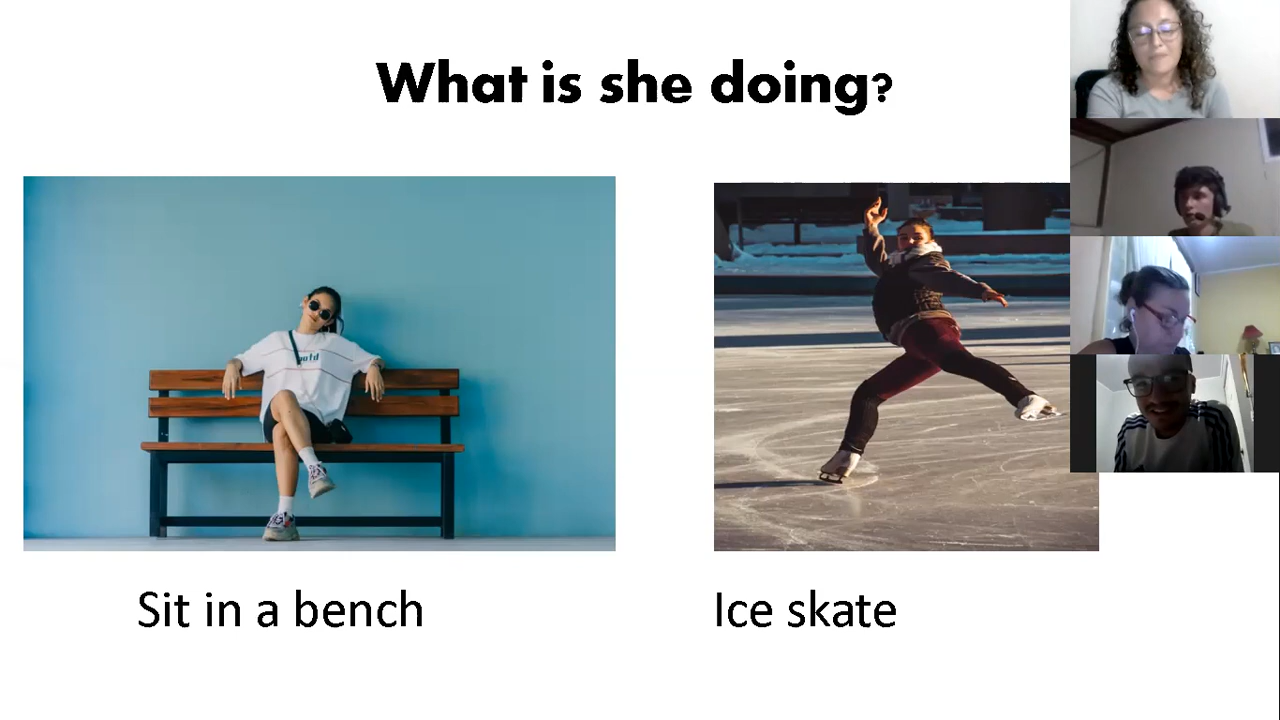 What is she doing?
Sit in a bench
Ice skate